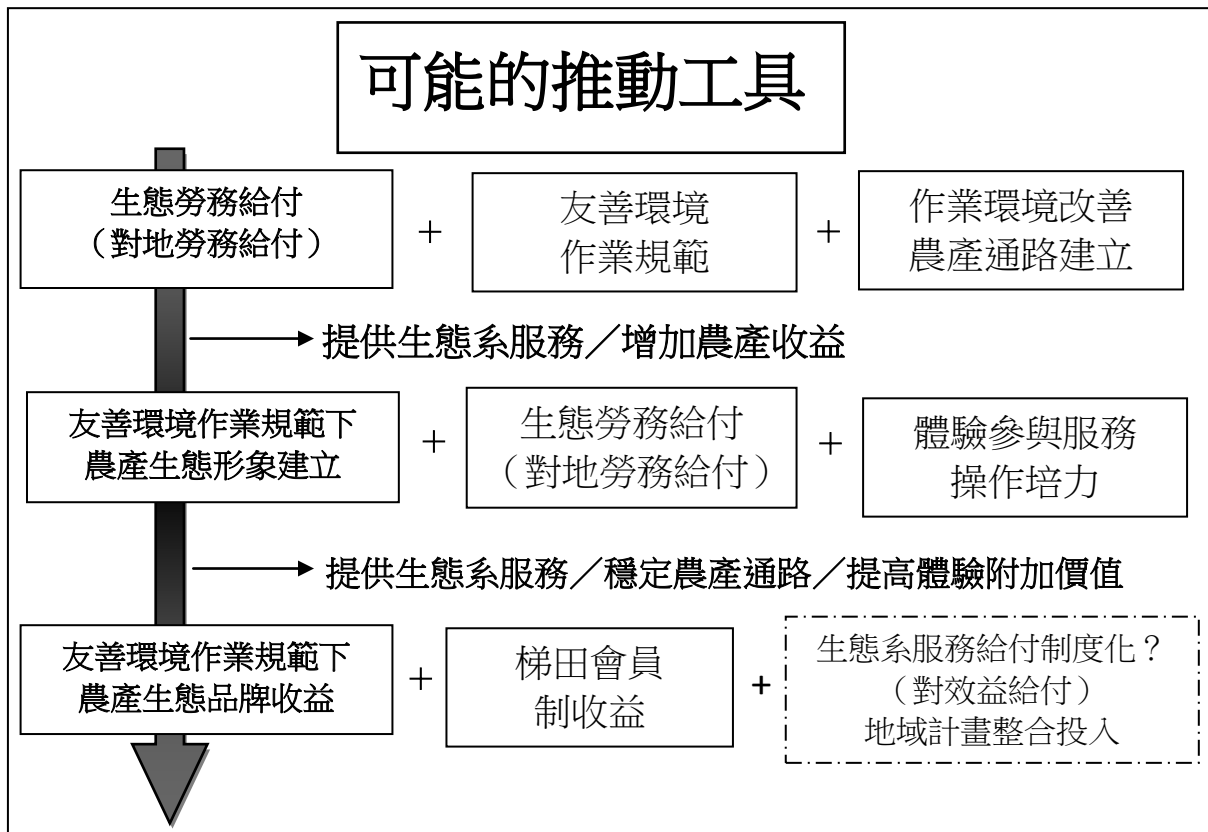 可能的推動工具
生態勞務給付
（對地勞務給付）
+
友善環境
作業規範
+
作業環境改善
農產通路建立
提供生態系服務／增加農產收益
友善環境作業規範下
農產生態形象建立
+
生態勞務給付
（對地勞務給付）
+
體驗參與服務
操作培力
提供生態系服務／穩定農產通路／提高體驗附加價值
友善環境作業規範下
農產生態品牌收益
+
梯田會員
制收益
+
生態系服務給付制度化？
（對效益給付）
地域計畫整合投入